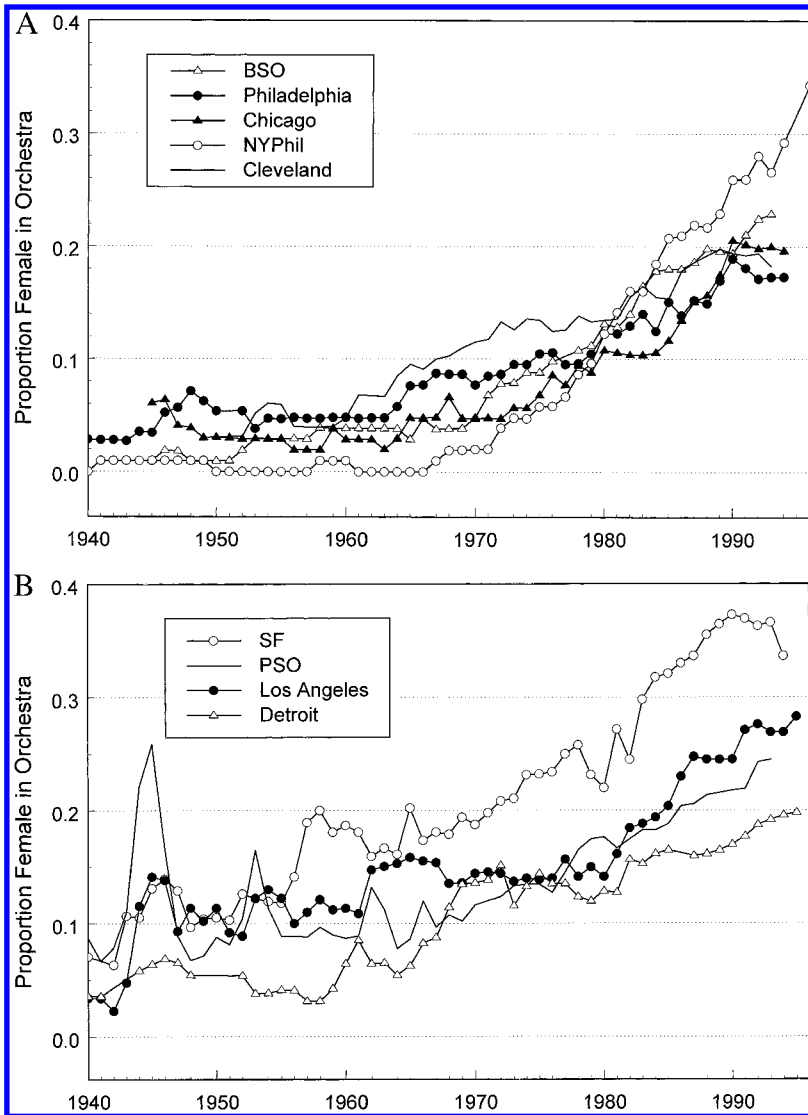 A
Proportion Female in Orchestra
0.4
0.3
0.2
0.1
0.0
BSO
Philadelphia
Chicago
NYPhil
Cleveland
1940 1950 1960 1970 1980 1990
B
Proportion Female in Orchestra
0.4
0.3
0.2
0.1
0.0
SF
PSO
Los Angeles
Detroit
1940 1950 1960 1970 1980 1990